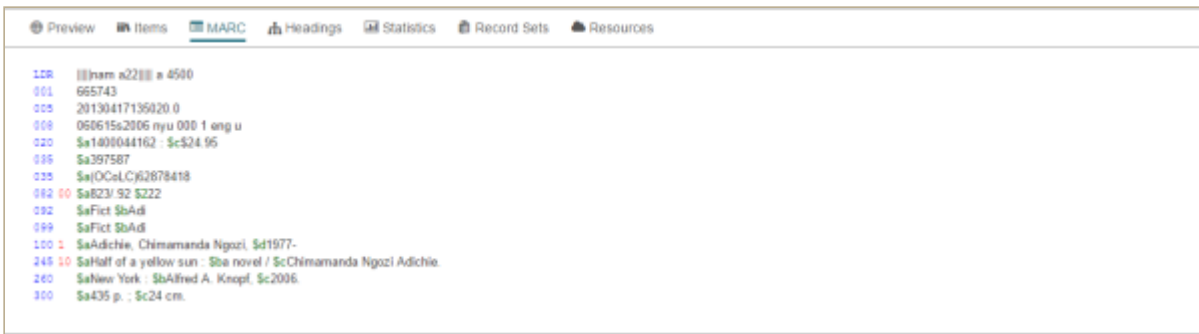 Preview Items MARC Headings Statistics Record Sets Resources
LDR |||||nam a22||||| a 4500
001 665743
005 20130417135020.0
008 060615s2006 nyu 000 1 eng u
020 $a1400044162 : $c$24.95
035 $a397587
035 $a(OCoLC)62878418
082 00 $a823/.92 $222
092 $aFict $bAdi
099 $aFict $bAdi
100 1 $aAdichie, Chimamanda Ngozi, $d1977-
245 10 $aHalf of a yellow sun : $ba novel / $cChimamanda Ngozi Adichie.
260 $aNew York : $bAlfred A. Knopf, $c2006.
300 $a435 p. ; $c24 cm.